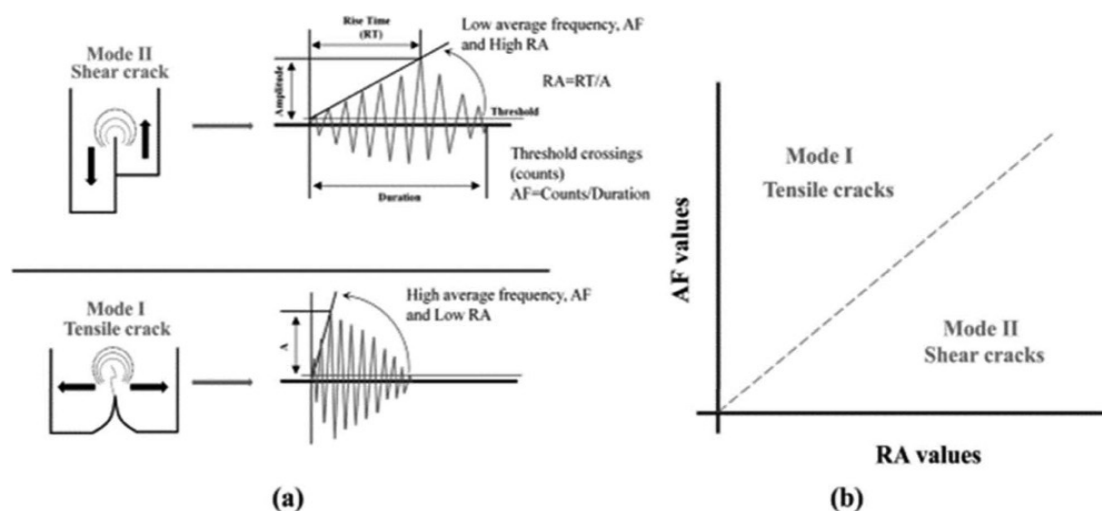 Mode II
Shear crack
Rise Time
(RT)
Amplitude
Low average frequency, AF
and High RA
RA=RT/A
Threshold
Threshold crossings
(counts)
AF=Counts/Duration
Duration
Mode I
Tensile crack
A
High average frequency, AF
and Low RA
(a)
AF values
Mode I
Tensile cracks
Mode II
Shear cracks
RA values
(b)